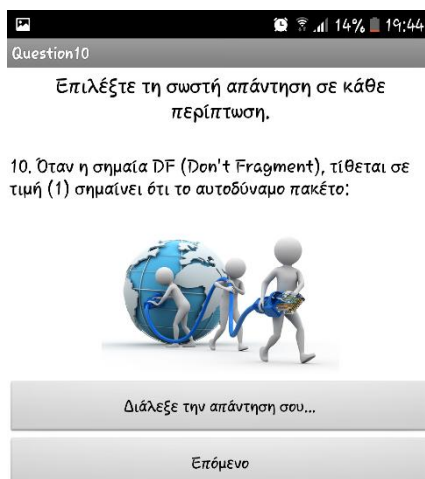 14% 19:44
Question10
Επιλέξτε τη σωστή απάντηση σε κάθε
περίπτωση.
10. Όταν η σημαία DF (Don't Fragment), τίθεται σε
τιμή (1) σημαίνει ότι το αυτοδύναμο πακέτο:
Διάλεξε την απάντηση σου...
Επόμενο